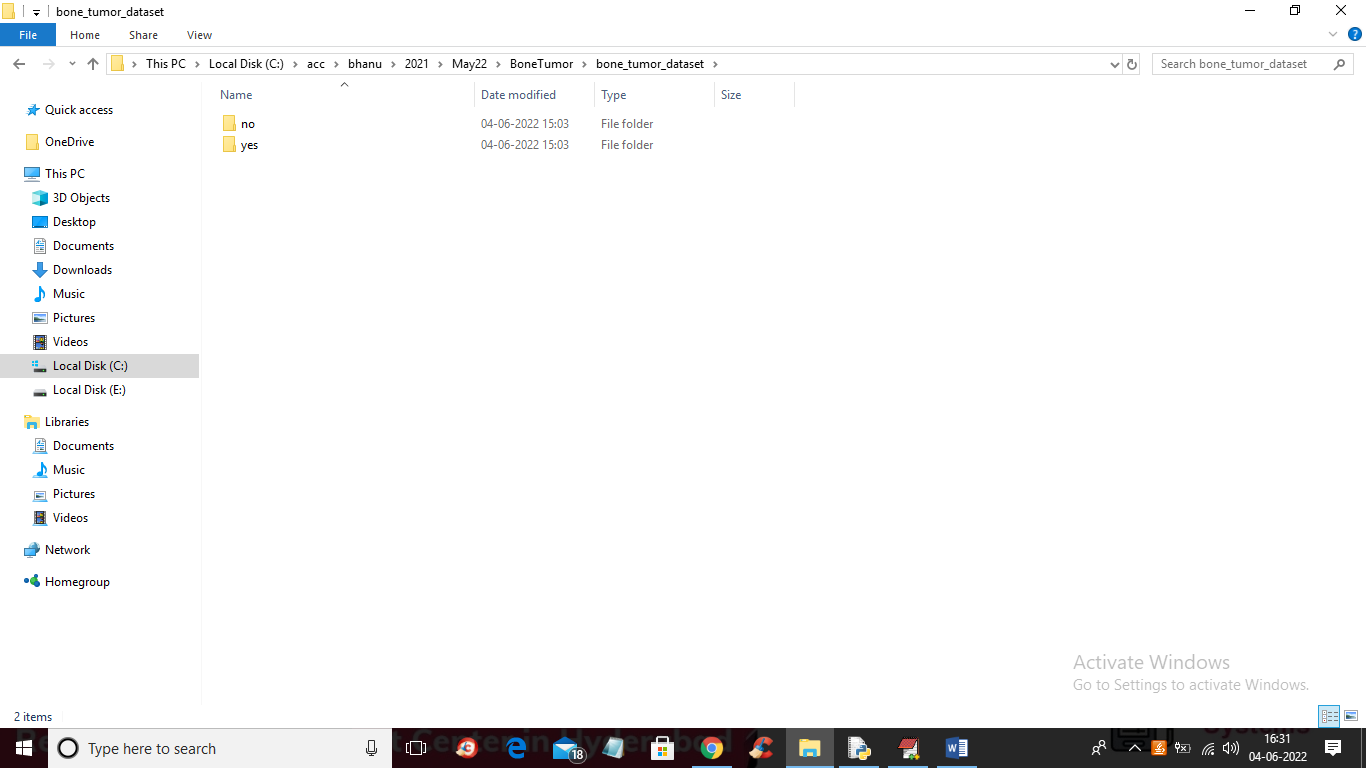 bone_tumor_dataset
File Home Share View
This PC Local Disk (C:) acc bhanu 2021 May22 BoneTumor bone_tumor_dataset
Search bone_tumor_dataset
Name Date modified Type Size
no 04-06-2022 15:03 File folder
yes 04-06-2022 15:03 File folder
Quick access
OneDrive
This PC
3D Objects
Desktop
Documents
Downloads
Music
Pictures
Videos
Local Disk (C:)
Local Disk (E:)
Libraries
Documents
Music
Pictures
Videos
Network
Homegroup
Activate Windows
Go to Settings to activate Windows.
2 items
Type here to search
18
Systems
16:31
04-06-2022